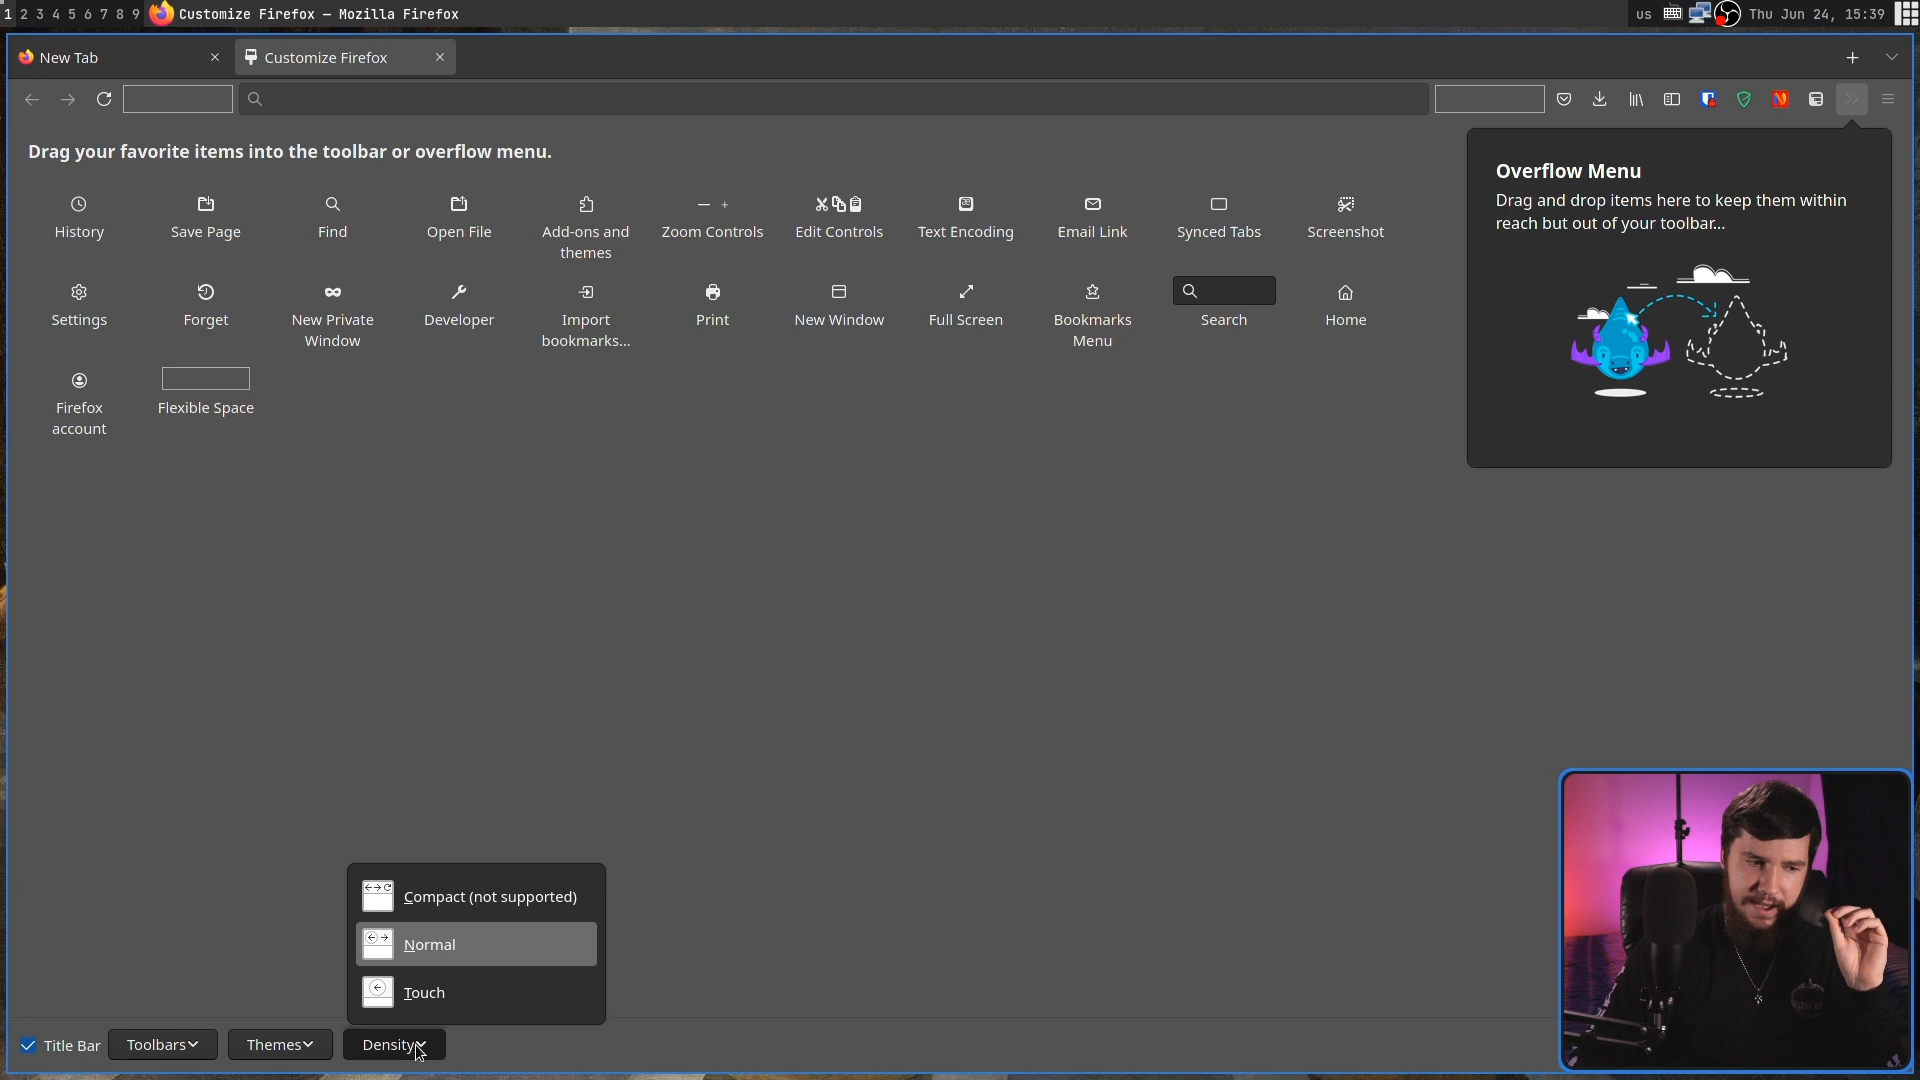 1 2 3 4 5 6 7 8 9 Customize Firefox — Mozilla Firefox us Thu Jun 24, 15:39
New Tab Customize Firefox
Drag your favorite items into the toolbar or overflow menu.
History Save Page Find Open File Add-ons and themes Zoom Controls Edit Controls Text Encoding Email Link Synced Tabs Screenshot
Settings Forget New Private Window Developer Import bookmarks... Print New Window Full Screen Bookmarks Menu Search Home
Firefox account Flexible Space
Overflow Menu
Drag and drop items here to keep them within
reach but out of your toolbar...
Compact (not supported)
Normal
Touch
Title Bar Toolbars Themes Density